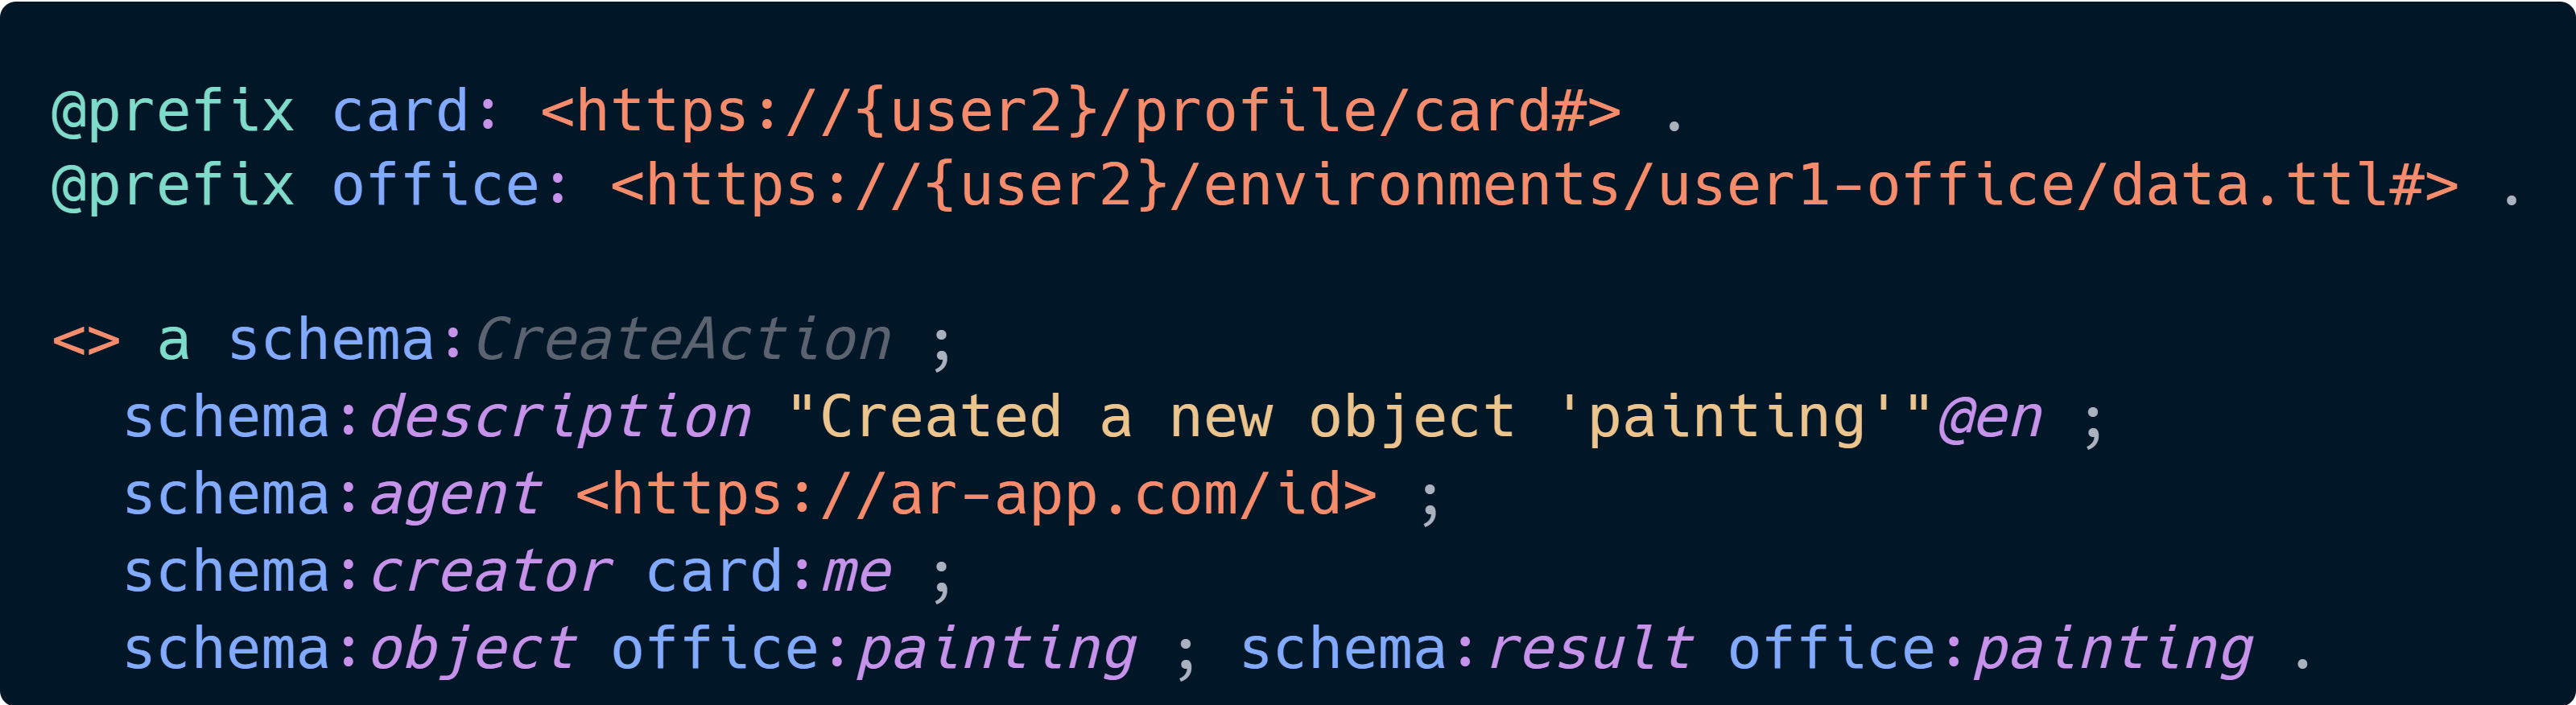 @prefix card: <https://{user2}/profile/card#> .
@prefix office: <https://{user2}/environments/user1-office/data.ttl#> .
<> a schema:CreateAction ;
schema:description "Created a new object 'painting'"@en ;
schema:agent <https://ar-app.com/id> ;
schema:creator card:me ;
schema:object office:painting ; schema:result office:painting .